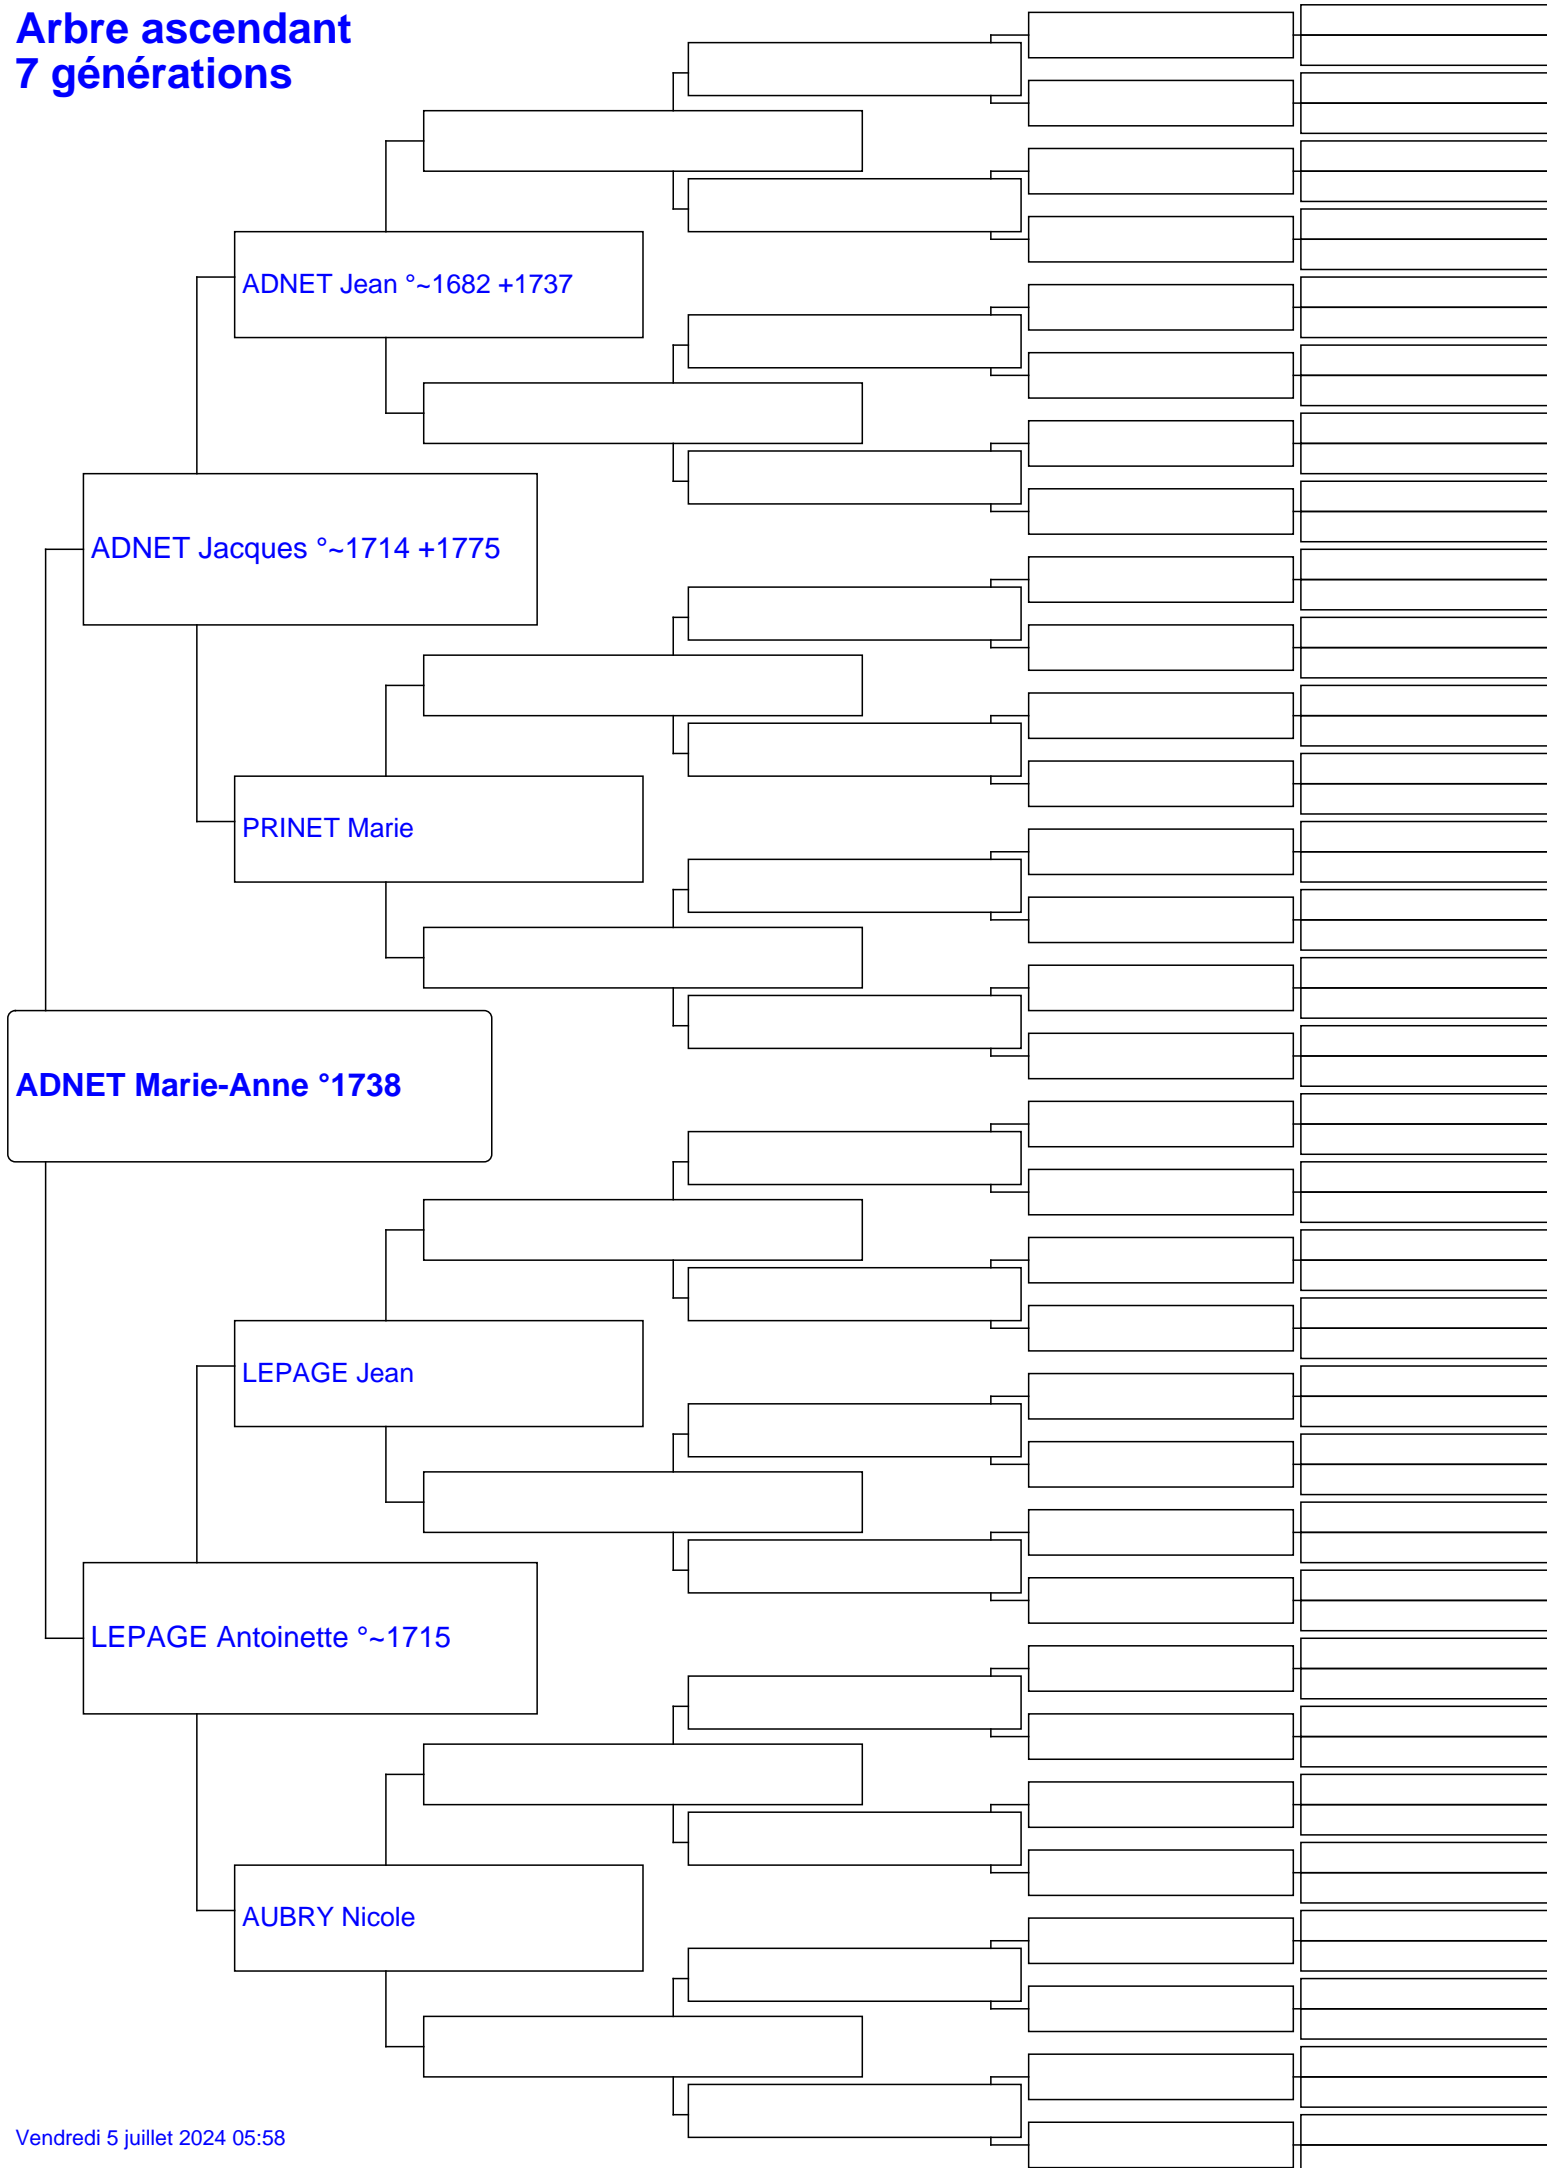 Arbre ascendant
7 générations
ADNET Jean °~1682 +1737
ADNET Jacques °~1714 +1775
PRINET Marie
ADNET Marie-Anne °1738
LEPAGE Jean
LEPAGE Antoinette °~1715
AUBRY Nicole
Vendredi 5 juillet 2024 05:58